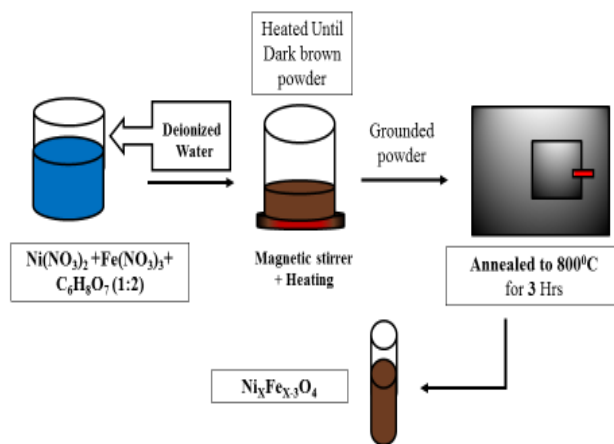 Heated Until
Dark brown
powder
Deionized
Water
Grounded
powder
Ni(NO₃)₂ +Fe(NO₃)₃+
C₆H₈O₇ (1:2)
Magnetic stirrer
+ Heating
Annealed to 800⁰C
for 3 Hrs
NiₓFeₓ₋₃O₄